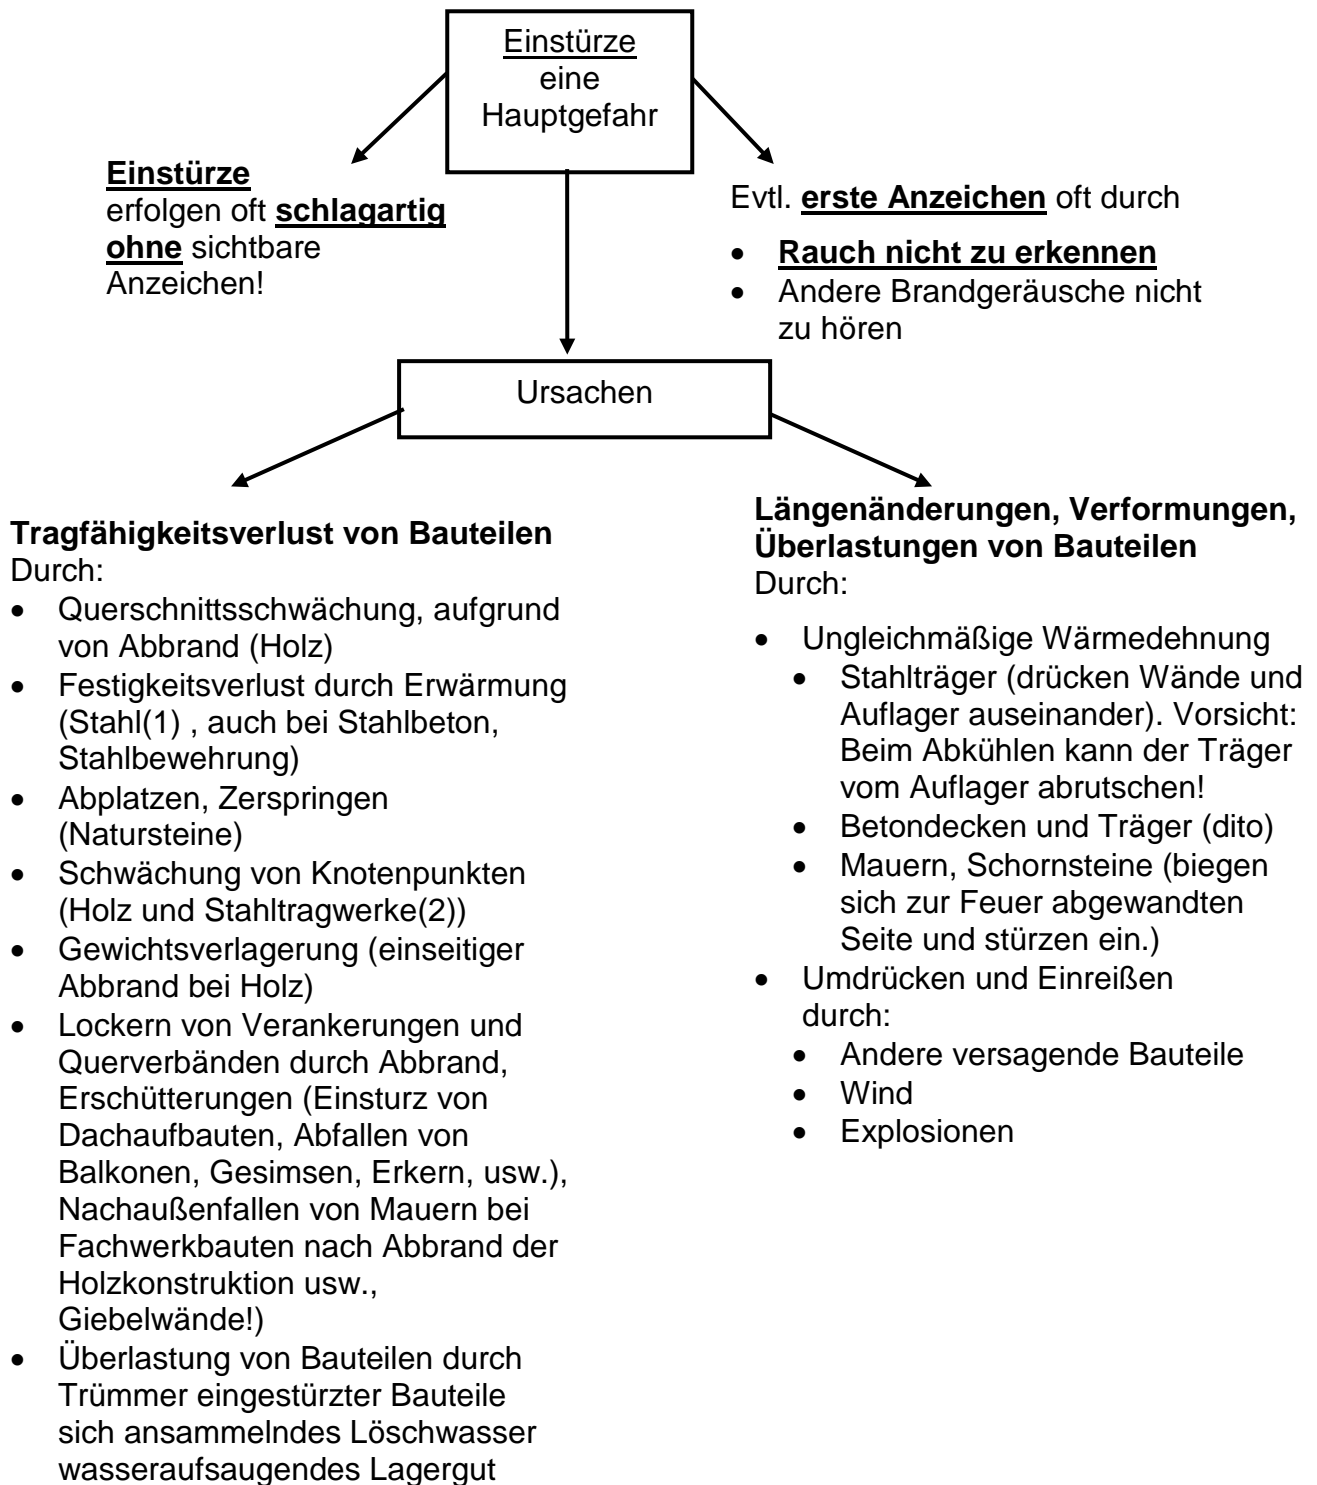 Einstürze
eine
Hauptgefahr
Einstürze
erfolgen oft schlagartig
ohne sichtbare
Anzeichen!
Evtl. erste Anzeichen oft durch
• Rauch nicht zu erkennen
• Andere Brandgeräusche nicht
zu hören
Ursachen
Tragfähigkeitsverlust von Bauteilen
Durch:
• Querschnittsschwächung, aufgrund
von Abbrand (Holz)
• Festigkeitsverlust durch Erwärmung
(Stahl(1) , auch bei Stahlbeton,
Stahlbewehrung)
• Abplatzen, Zerspringen
(Natursteine)
• Schwächung von Knotenpunkten
(Holz und Stahltragwerke(2))
• Gewichtsverlagerung (einseitiger
Abbrand bei Holz)
• Lockern von Verankerungen und
Querverbänden durch Abbrand,
Erschütterungen (Einsturz von
Dachaufbauten, Abfallen von
Balkonen, Gesimsen, Erkern, usw.),
Nachaußenfallen von Mauern bei
Fachwerkbauten nach Abbrand der
Holzkonstruktion usw.,
Giebelwände!)
• Überlastung von Bauteilen durch
Trümmer eingestürzter Bauteile
sich ansammelndes Löschwasser
wasseraufsaugendes Lagergut
Längenänderungen, Verformungen,
Überlastungen von Bauteilen
Durch:
• Ungleichmäßige Wärmedehnung
• Stahlträger (drücken Wände und
Auflager auseinander). Vorsicht:
Beim Abkühlen kann der Träger
vom Auflager abrutschen!
• Betondecken und Träger (dito)
• Mauern, Schornsteine (biegen
sich zur Feuer abgewandten
Seite und stürzen ein.)
• Umdrücken und Einreißen
durch:
• Andere versagende Bauteile
• Wind
• Explosionen